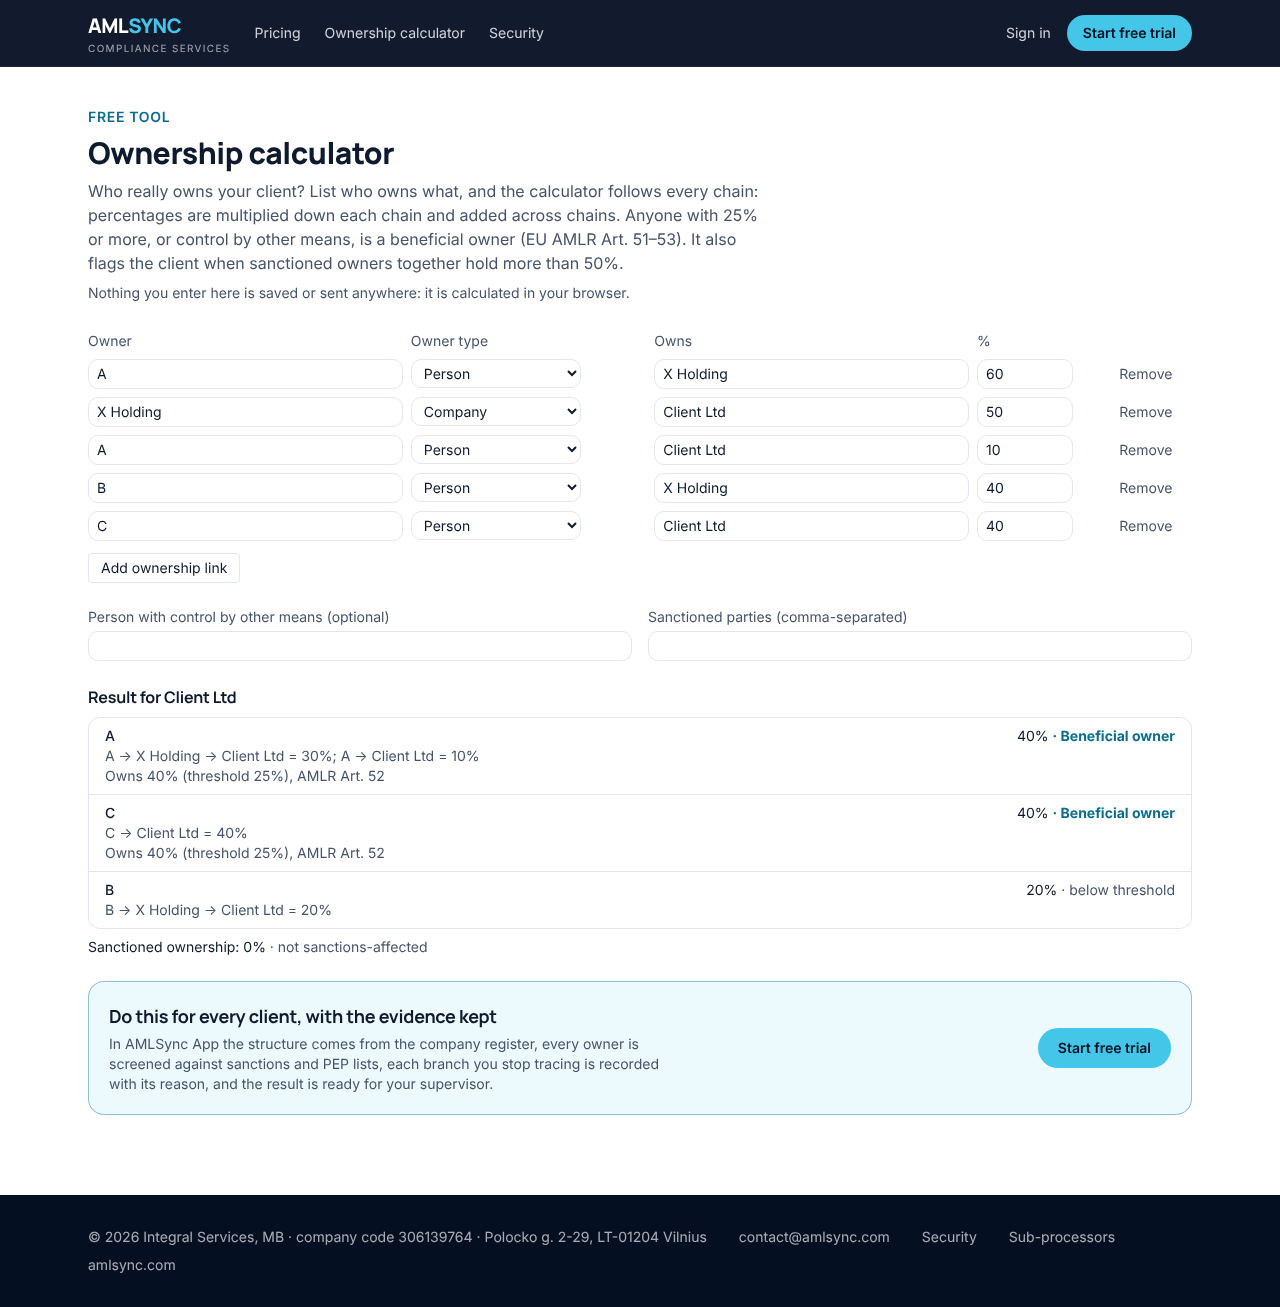 AMLSYNC
COMPLIANCE SERVICES
Pricing
Ownership calculator
Security
Sign in
Start free trial
FREE TOOL
Ownership calculator
Who really owns your client? List who owns what, and the calculator follows every chain:
percentages are multiplied down each chain and added across chains. Anyone with 25%
or more, or control by other means, is a beneficial owner (EU AMLR Art. 51–53). It also
flags the client when sanctioned owners together hold more than 50%.
Nothing you enter here is saved or sent anywhere: it is calculated in your browser.
Owner Owner type Owns %
A Person X Holding 60 Remove
X Holding Company Client Ltd 50 Remove
A Person Client Ltd 10 Remove
B Person X Holding 40 Remove
C Person Client Ltd 40 Remove
Add ownership link
Person with control by other means (optional)
Sanctioned parties (comma-separated)
Result for Client Ltd
A 40% · Beneficial owner
A → X Holding → Client Ltd = 30%; A → Client Ltd = 10%
Owns 40% (threshold 25%), AMLR Art. 52
C 40% · Beneficial owner
C → Client Ltd = 40%
Owns 40% (threshold 25%), AMLR Art. 52
B 20% · below threshold
B → X Holding → Client Ltd = 20%
Sanctioned ownership: 0% · not sanctions-affected
Do this for every client, with the evidence kept
In AMLSync App the structure comes from the company register, every owner is
screened against sanctions and PEP lists, each branch you stop tracing is recorded
with its reason, and the result is ready for your supervisor.
Start free trial
© 2026 Integral Services, MB · company code 306139764 · Polocko g. 2-29, LT-01204 Vilnius
contact@amlsync.com
Security
Sub-processors
amlsync.com